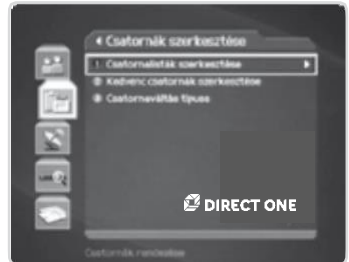 Csatornák szerkesztése
1 Csatornalisták szerkesztése
2 Kedvenc csatornák szerkesztése
3 Csatornaváltás típusa
DIRECT ONE
Csatornák rendezése